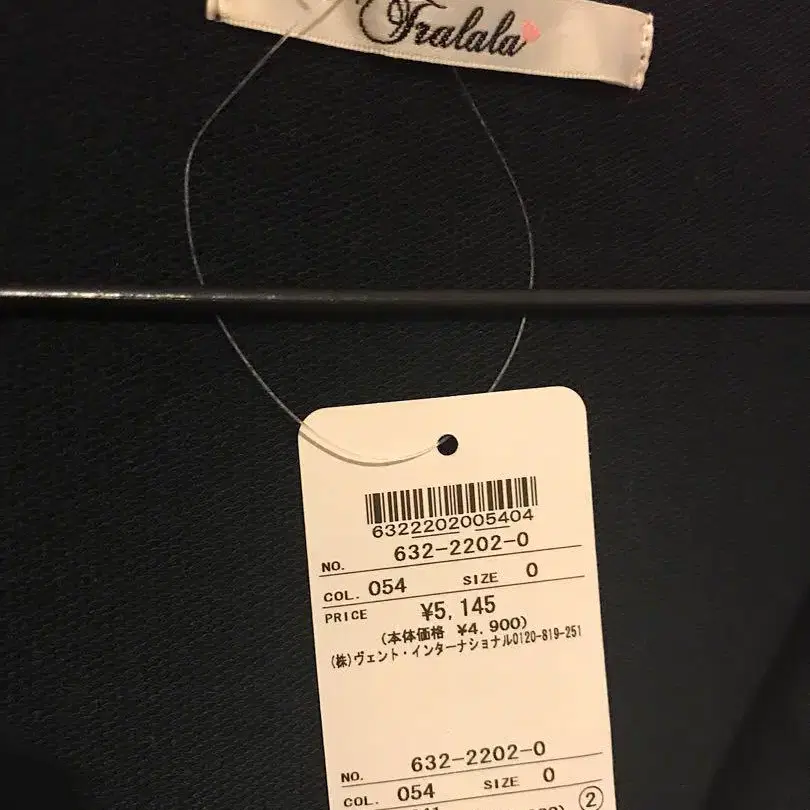 Tralala
6322202005404
NO. 632-2202-0
COL. 054 SIZE 0
PRICE ¥5,145
(本体価格 ¥4,900)
(株)ヴェント・インターナショナル0120-819-251
NO. 632-2202-0
COL. 054 SIZE 0
②